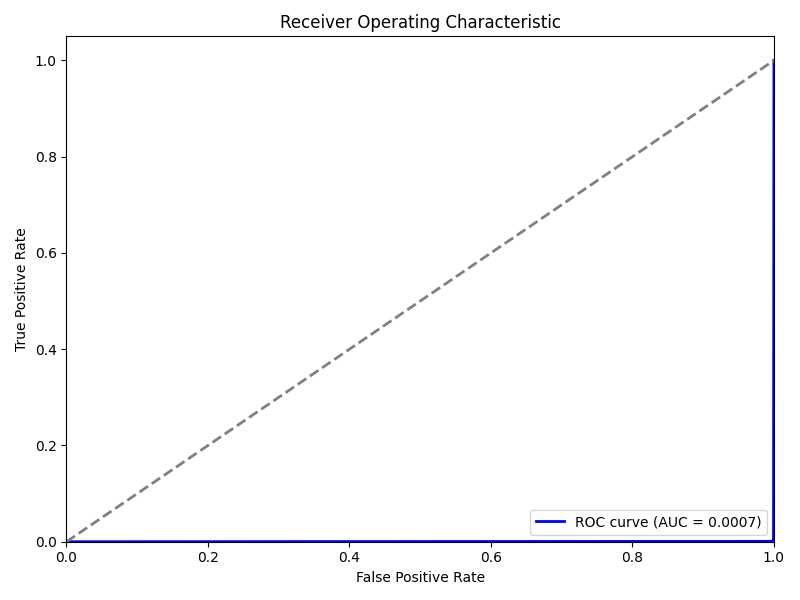 Receiver Operating Characteristic
True Positive Rate
1.0
0.8
0.6
0.4
0.2
0.0
ROC curve (AUC = 0.0007)
0.0 0.2 0.4 0.6 0.8 1.0
False Positive Rate